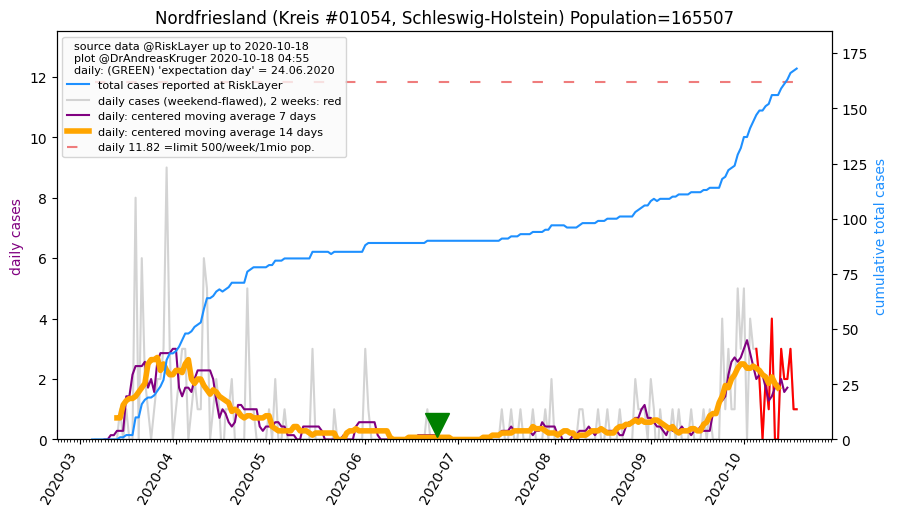 Nordfriesland (Kreis #01054, Schleswig-Holstein) Population=165507
source data @RiskLayer up to 2020-10-18
plot @DrAndreasKruger 2020-10-18 04:55
daily: (GREEN) 'expectation day' = 24.06.2020
total cases reported at RiskLayer
daily cases (weekend-flawed), 2 weeks: red
daily: centered moving average 7 days
daily: centered moving average 14 days
daily 11.82 =limit 500/week/1mio pop.
daily cases
12
10
8
6
4
2
0
cumulative total cases
175
150
125
100
75
50
25
0
2020-03
2020-04
2020-05
2020-06
2020-07
2020-08
2020-09
2020-10